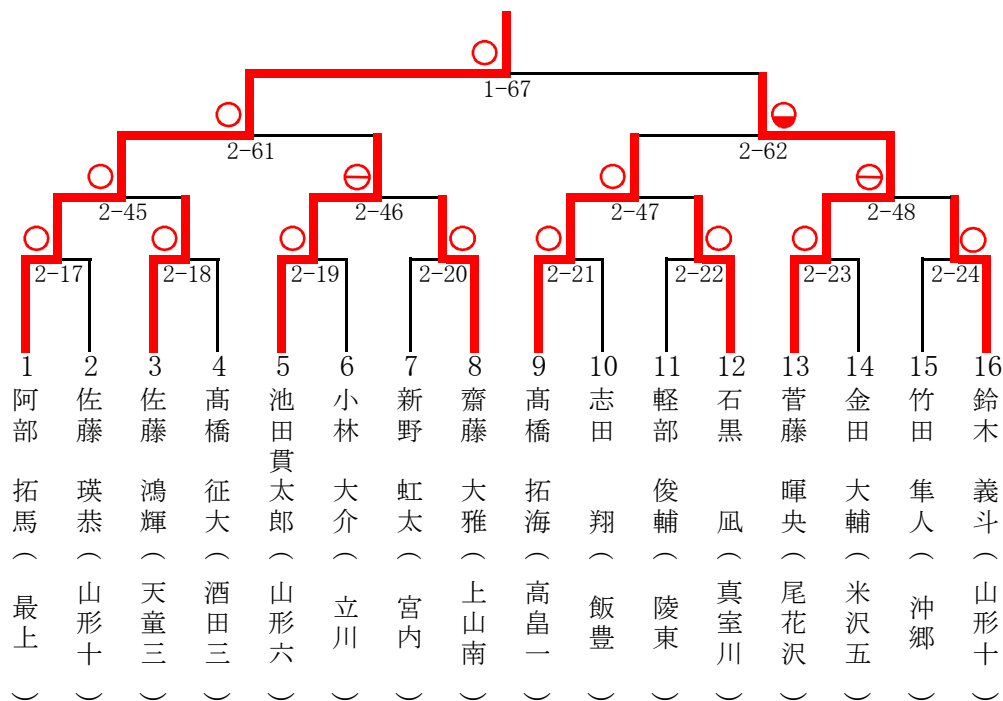 1-67
2-61
2-62
2-45
2-46
2-47
2-48
2-17
2-18
2-19
2-20
2-21
2-22
2-23
2-24
1 阿部 拓馬（最上）
2 佐藤 瑛恭（山形十）
3 佐藤 鴻輝（天童三）
4 髙橋 征大（酒田三）
5 池田貫太郎（山形六）
6 小林 大介（立川）
7 新野 虹太（宮内）
8 齋藤 大雅（上山南）
9 髙橋 拓海（高畠一）
10 志田 翔（飯豊）
11 軽部 俊輔（陵東）
12 石黒 凪（真室川）
13 菅藤 暉央（尾花沢）
14 金田 大輔（米沢五）
15 竹田 隼人（沖郷）
16 鈴木 義斗（山形十）